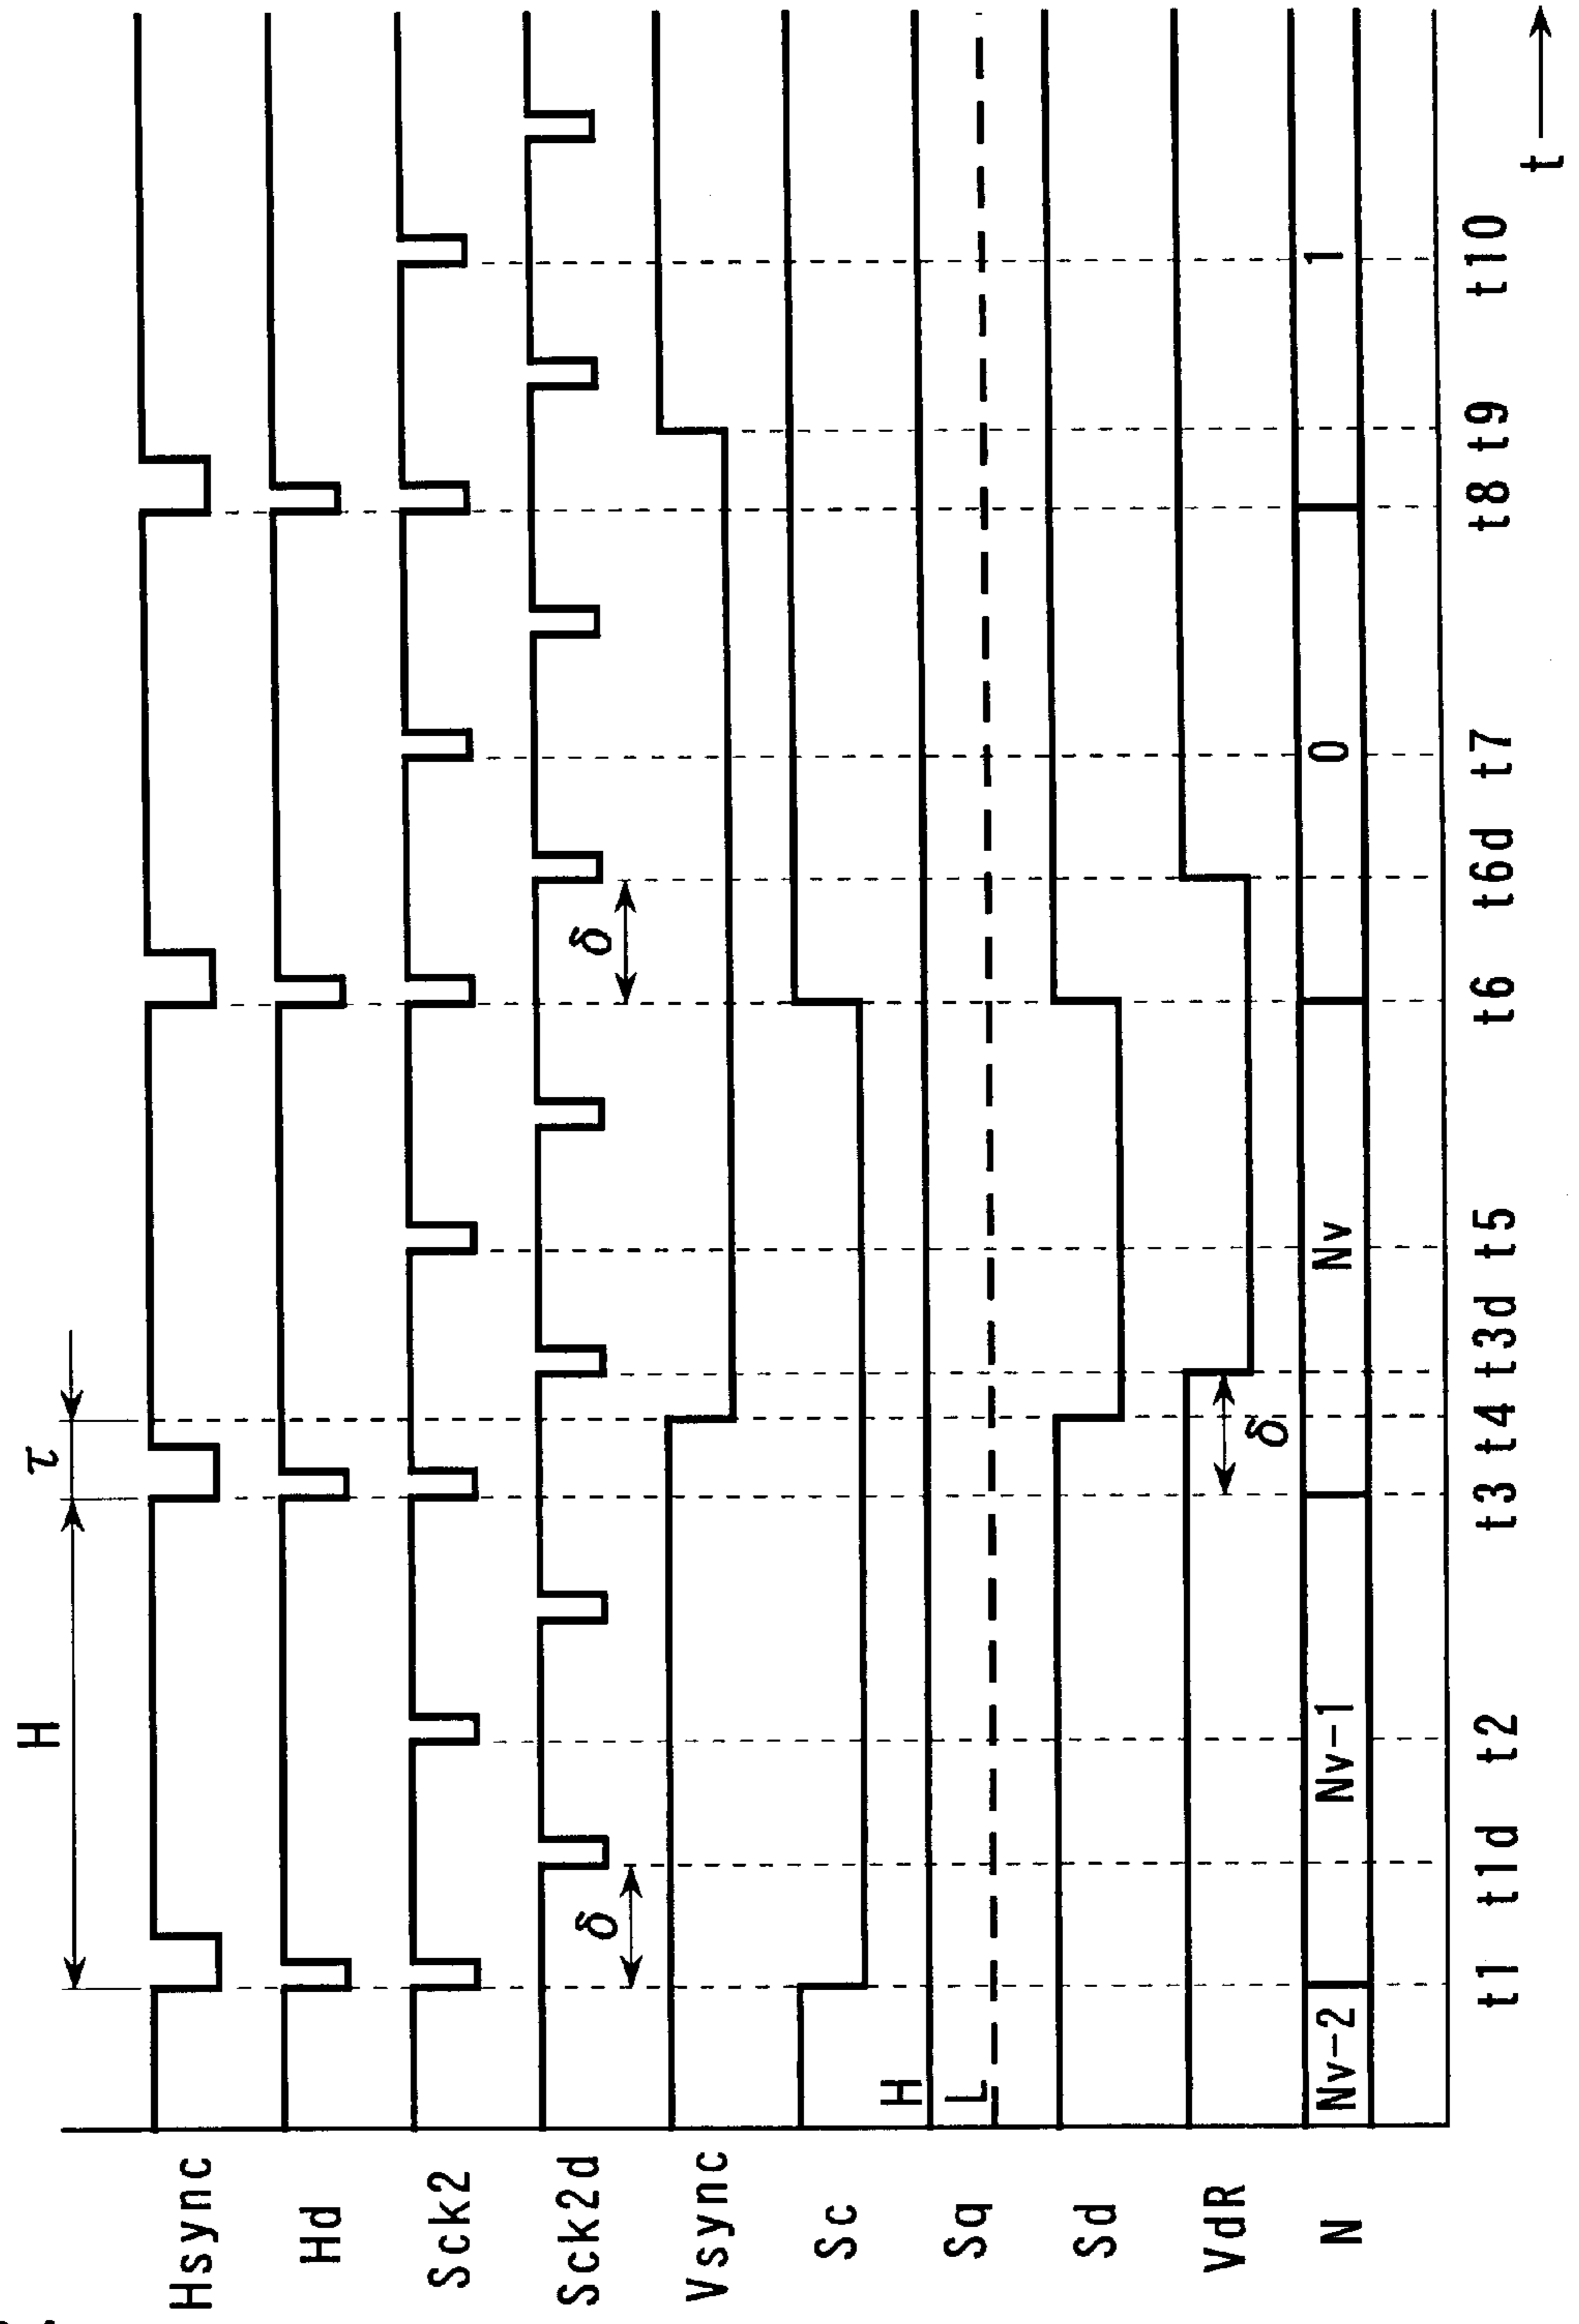 H τ
Hsync
Hd
Sck2
Sck2d
δ δ
Vsync
Sc
H
Sq L
Sd
VdR δ
N Nv-2 Nv-1 Nv 0 1
t1 t1d t2 t3 t4 t3d t5 t6 t6d t7 t8 t9 t10
t